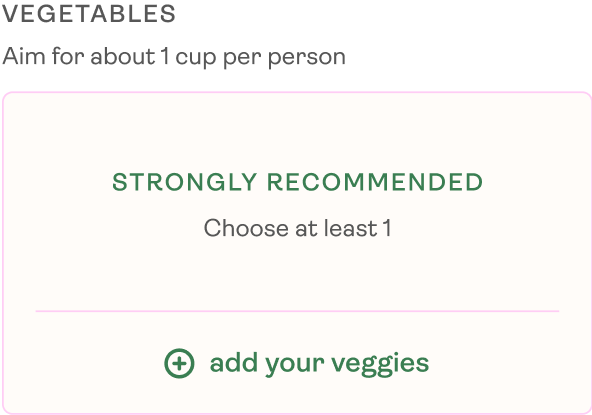 VEGETABLES
Aim for about 1 cup per person
STRONGLY RECOMMENDED
Choose at least 1
add your veggies